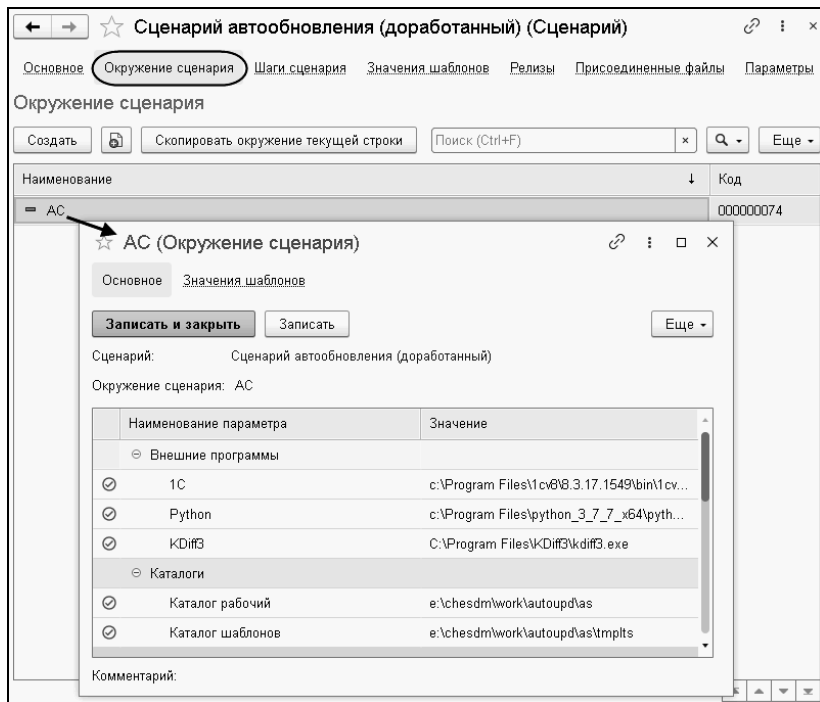 Сценарий автообновления (доработанный) (Сценарий)
Основное Окружение сценария Шаги сценария Значения шаблонов Релизы Присоединенные файлы Параметры
Окружение сценария
Создать Скопировать окружение текущей строки Поиск (Ctrl+F) × Еще
Наименование ↓ Код
АС 000000074
АС (Окружение сценария)
Основное Значения шаблонов
Записать и закрыть Записать Еще
Сценарий: Сценарий автообновления (доработанный)
Окружение сценария: АС
Наименование параметра Значение
Внешние программы
1С c:\Program Files\1cv8\8.3.17.1549\bin\1cv...
Python c:\Program Files\python_3_7_7_x64\pyth...
KDiff3 C:\Program Files\KDiff3\kdiff3.exe
Каталоги
Каталог рабочий e:\chesdm\work\autoupd\as
Каталог шаблонов e:\chesdm\work\autoupd\as\tmplts
Комментарий: